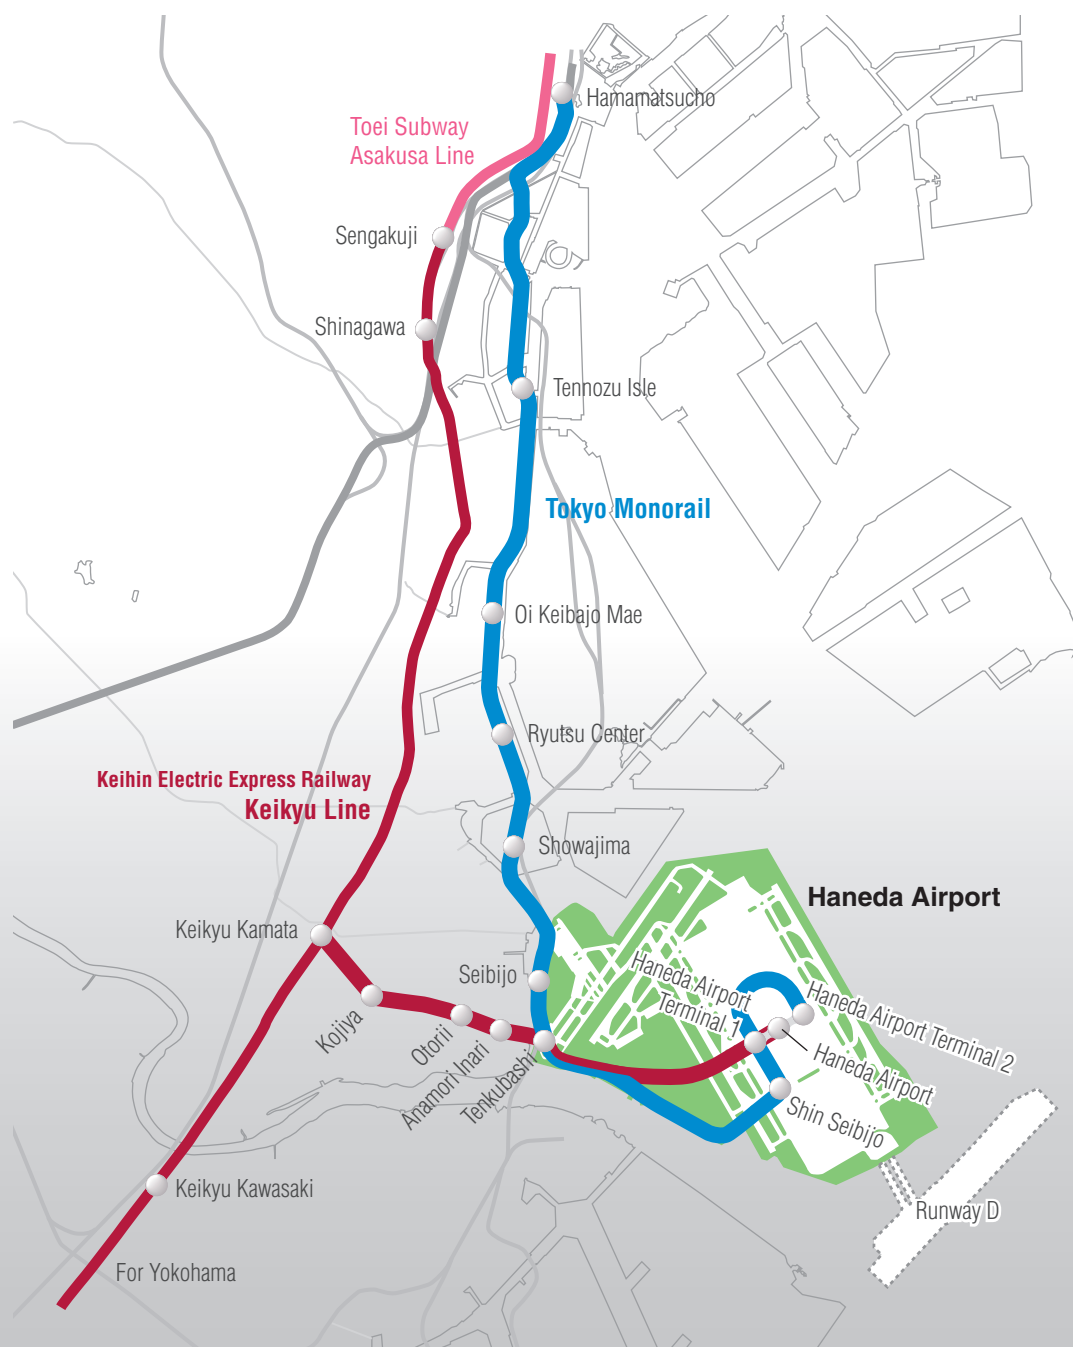 Hamamatsucho
Toei Subway
Asakusa Line
Sengakuji
Shinagawa
Tennozu Isle
Tokyo Monorail
Oi Keibajo Mae
Ryutsu Center
Keihin Electric Express Railway
Keikyu Line
Showajima
Haneda Airport
Keikyu Kamata
Seibijo
Haneda Airport
Terminal 1
Haneda Airport Terminal 2
Kojiya
Otorii
Anamori Inari
Tenkubashi
Haneda Airport
Shin Seibijo
Keikyu Kawasaki
Runway D
For Yokohama